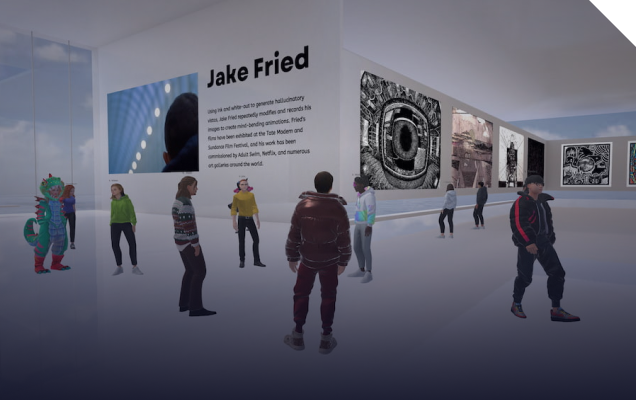 Jake Fried
Using ink and white-out to generate hallucinatory
videos, Jake Fried repeatedly modifies and records his
images to create mind-bending animations. Fried's
films have been exhibited at the Tate Modern and
Sundance Film Festival, and his work has been
commissioned by Adult Swim, Netflix, and numerous
art galleries around the world.